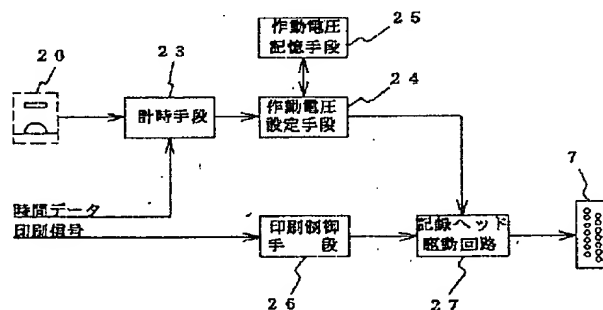 ２０
２３
作動電圧
記憶手段
２５
計時手段
作動電圧
設定手段
２４
７
時間データ
印刷信号
印刷制御
手　段
記録ヘッド
駆動回路
２６
２７